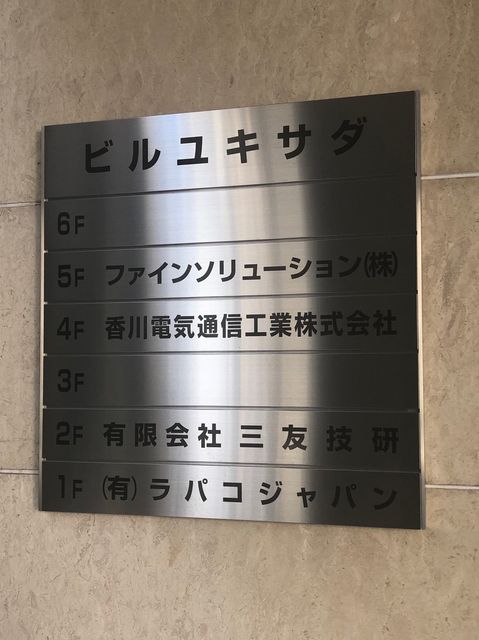 ビルユキサダ
6F
5F ファインソリューション(株)
4F 香川電気通信工業株式会社
3F
2F 有限会社 三友技研
1F (有)ラパコジャパン